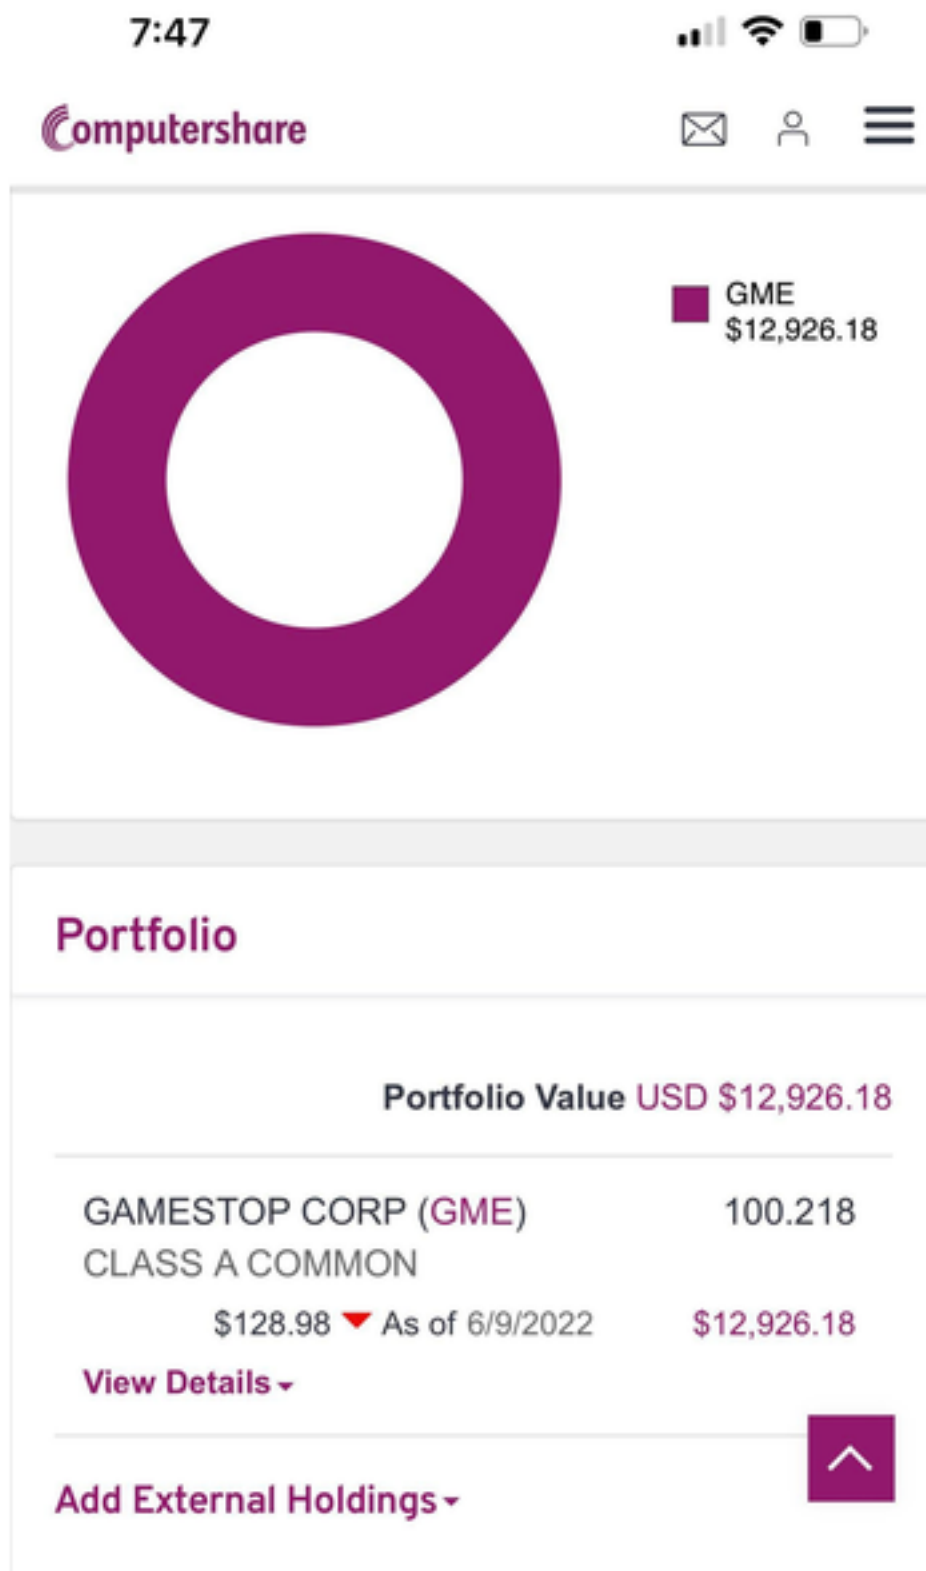 7:47
Computershare
GME
$12,926.18
Portfolio
Portfolio Value USD $12,926.18
GAMESTOP CORP (GME) 100.218
CLASS A COMMON
$128.98 As of 6/9/2022 $12,926.18
View Details
Add External Holdings